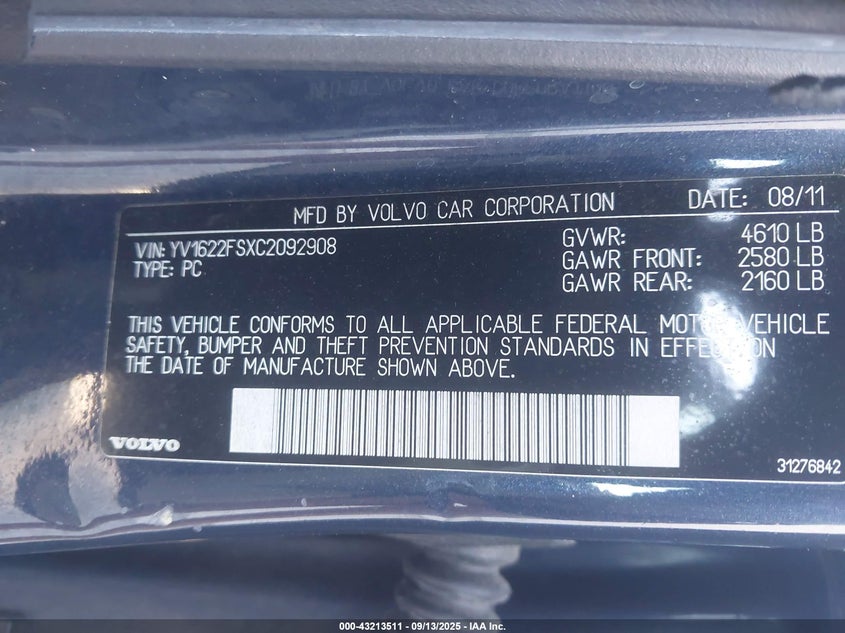 MFD BY VOLVO CAR CORPORATION DATE: 08/11
VIN: YV1622FSXC2092908 GVWR: 4610 LB
TYPE: PC GAWR FRONT: 2580 LB
GAWR REAR: 2160 LB
THIS VEHICLE CONFORMS TO ALL APPLICABLE FEDERAL MOTOR VEHICLE
SAFETY, BUMPER AND THEFT PREVENTION STANDARDS IN EFFECT ON
THE DATE OF MANUFACTURE SHOWN ABOVE.
VOLVO
31276842
000-43213511 - 09/13/2025 - IAA Inc.